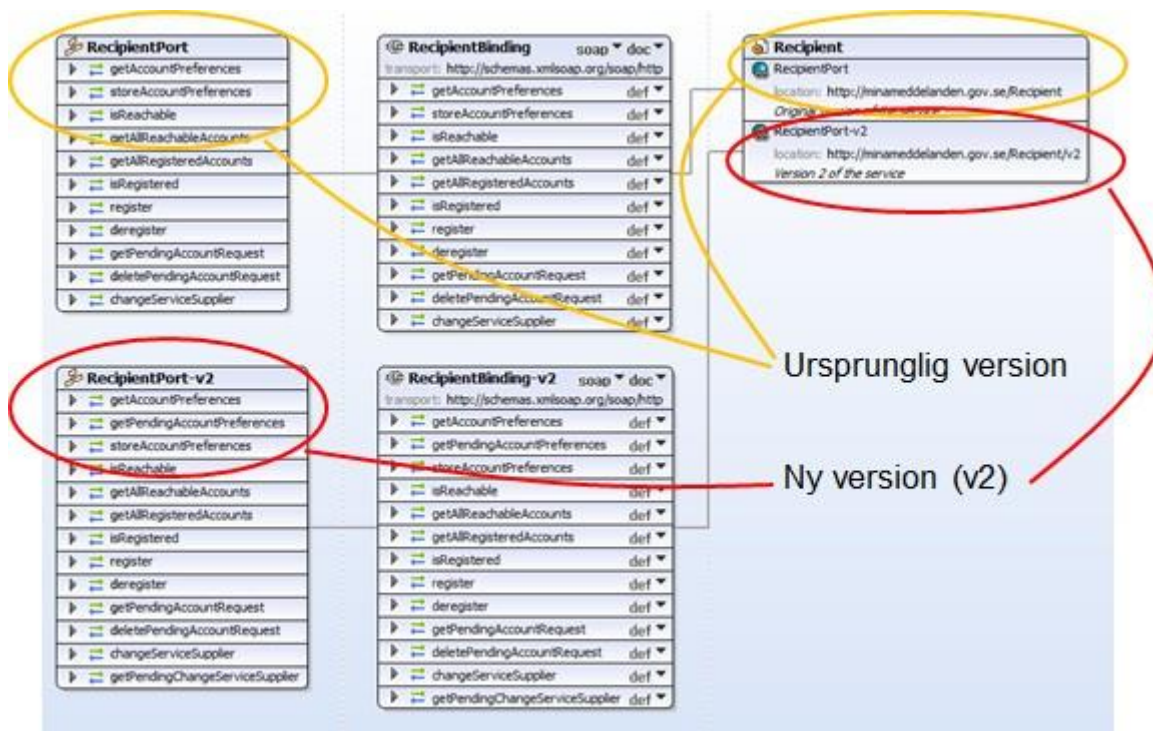 RecipientPort
getAccountPreferences
storeAccountPreferences
isReachable
getAllReachableAccounts
getAllRegisteredAccounts
isRegistered
register
deregister
getPendingAccountRequest
deletePendingAccountRequest
changeServiceSupplier
RecipientBinding soap doc
transport: http://schemas.xmlsoap.org/soap/http
getAccountPreferences def
storeAccountPreferences def
isReachable def
getAllReachableAccounts def
getAllRegisteredAccounts def
isRegistered def
register def
deregister def
getPendingAccountRequest def
deletePendingAccountRequest def
changeServiceSupplier def
Recipient
RecipientPort
location: http://minameddelanden.gov.se/Recipient
Original
RecipientPort-v2
location: http://minameddelanden.gov.se/Recipient/v2
Version 2 of the service
Ursprunglig version
RecipientPort-v2
getAccountPreferences
getPendingAccountPreferences
storeAccountPreferences
isReachable
getAllReachableAccounts
getAllRegisteredAccounts
isRegistered
register
deregister
getPendingAccountRequest
deletePendingAccountRequest
changeServiceSupplier
getPendingChangeServiceSupplier
RecipientBinding-v2 soap doc
transport: http://schemas.xmlsoap.org/soap/http
getAccountPreferences def
getPendingAccountPreferences def
storeAccountPreferences def
isReachable def
getAllReachableAccounts def
getAllRegisteredAccounts def
isRegistered def
register def
deregister def
getPendingAccountRequest def
deletePendingAccountRequest def
changeServiceSupplier def
getPendingChangeServiceSupplier def
Ny version (v2)